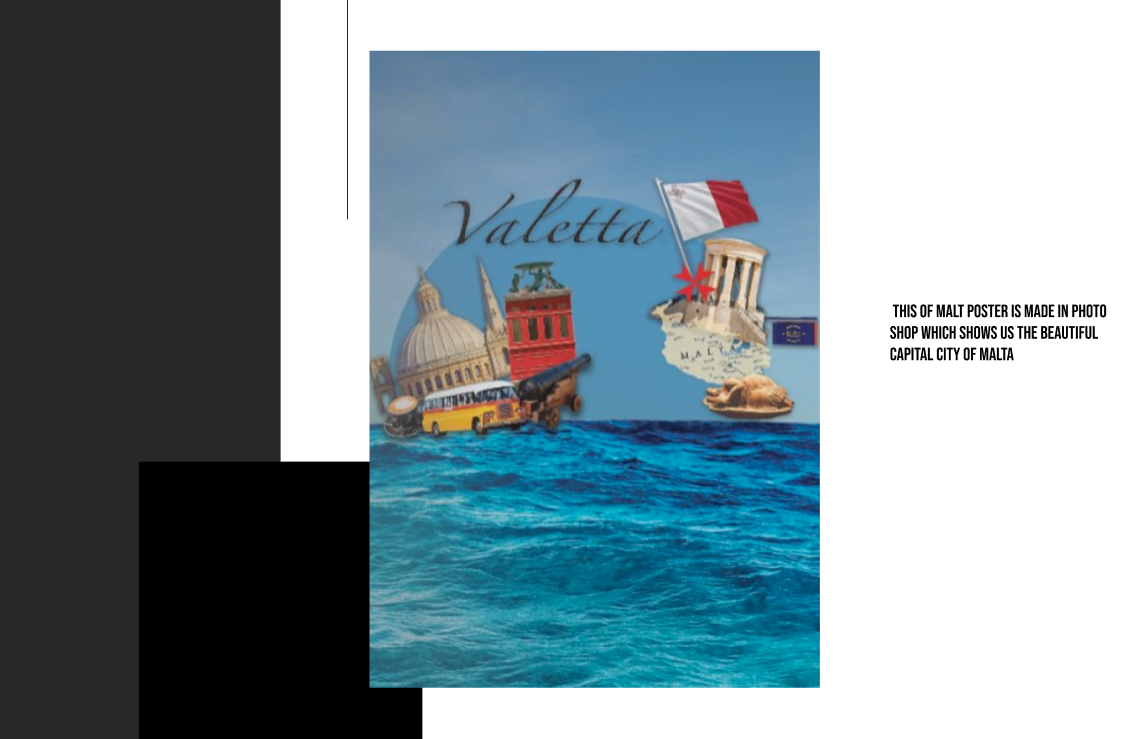 Valetta
MALTA
THIS OF MALT POSTER IS MADE IN PHOTO
SHOP WHICH SHOWS US THE BEAUTIFUL
CAPITAL CITY OF MALTA